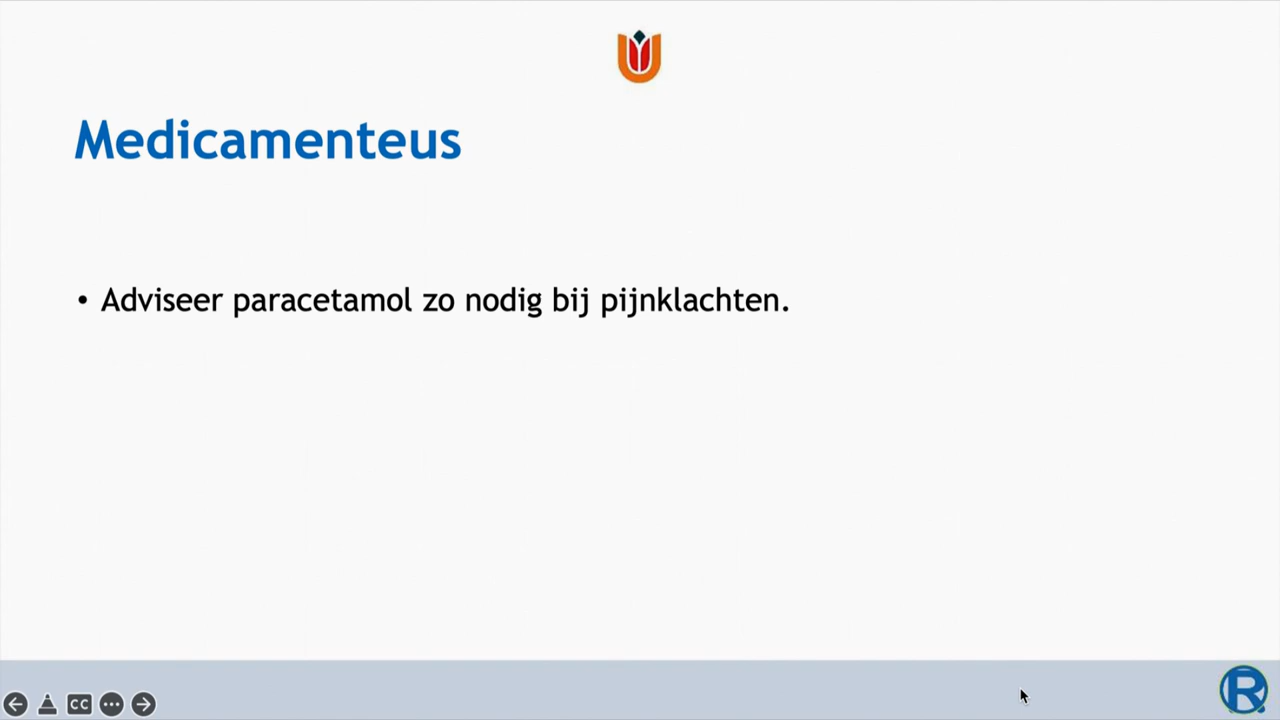 Medicamenteus
• Adviseer paracetamol zo nodig bij pijnklachten.
CC
R